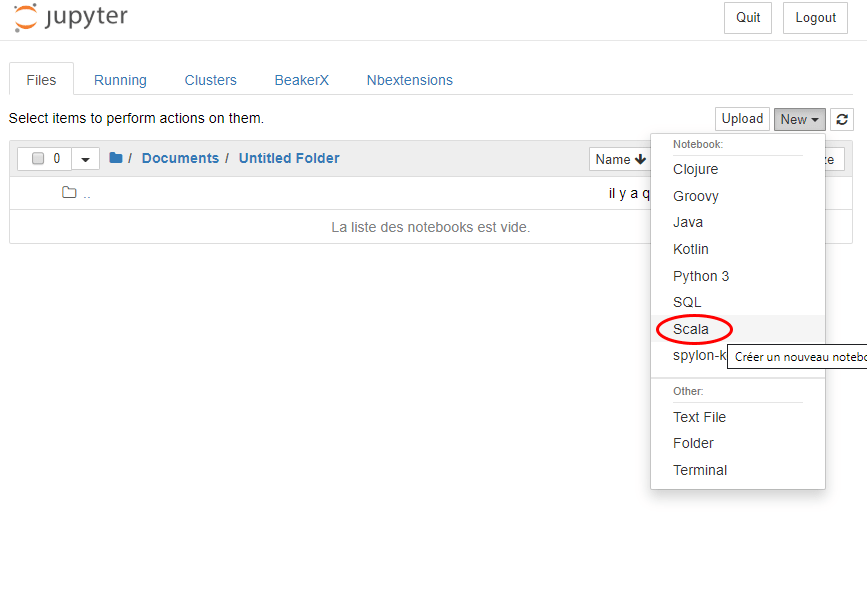 jupyter
Quit Logout
Files Running Clusters BeakerX Nbextensions
Select items to perform actions on them.
Upload New
0 / Documents / Untitled Folder Name ze
.. il y a q
La liste des notebooks est vide.
Notebook:
Clojure
Groovy
Java
Kotlin
Python 3
SQL
Scala
spylon-k
Créer un nouveau notebo
Other:
Text File
Folder
Terminal